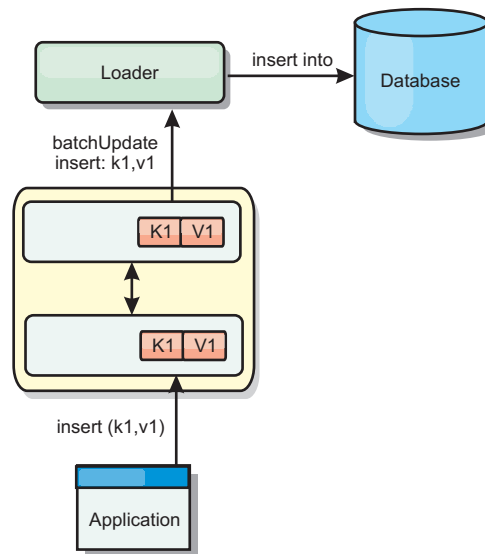 Loader
insert into
Database
batchUpdate
insert: k1,v1
K1 V1
K1 V1
insert (k1,v1)
Application